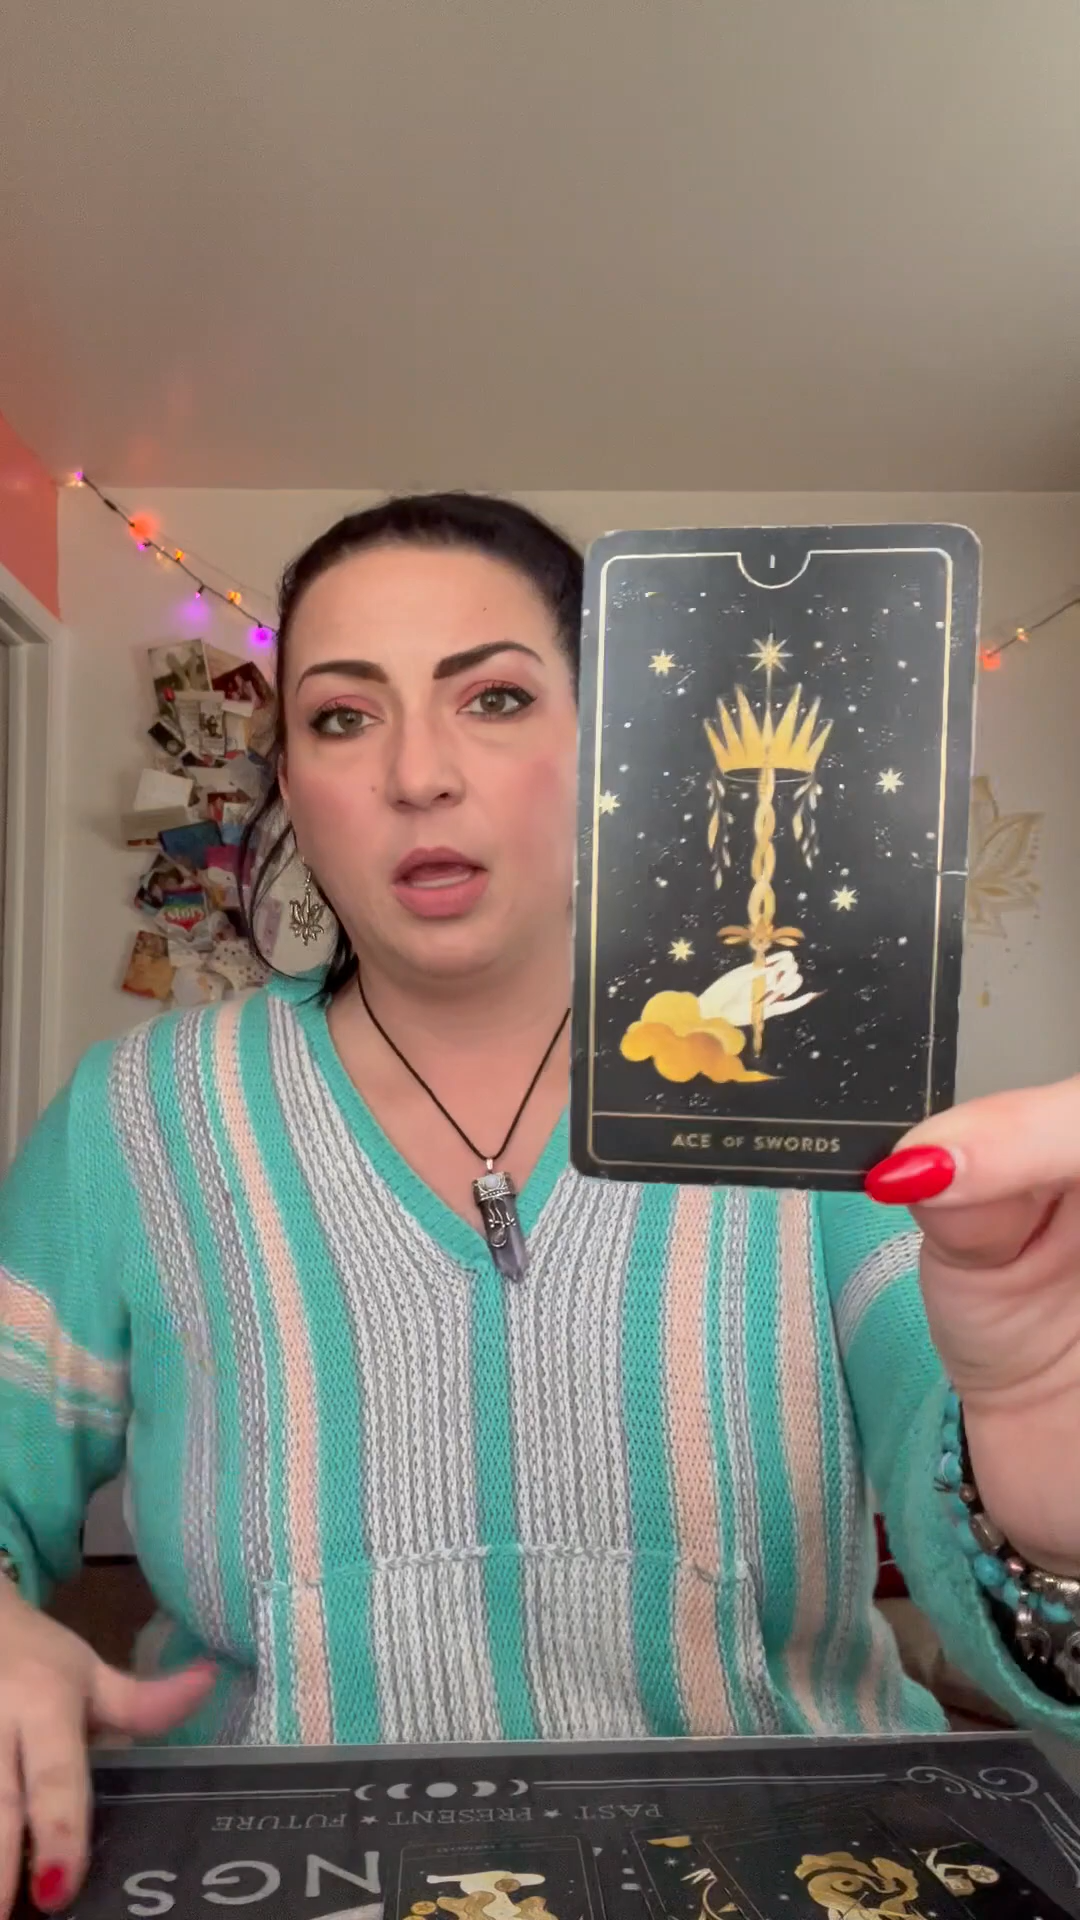 I
ACE OF SWORDS
PAST ★ PRESENT ★ FUTURE
NGS